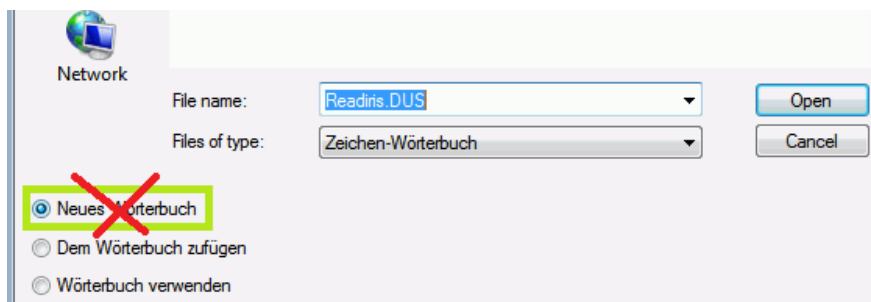 Network
File name:
Readiris.DUS
Open
Files of type:
Zeichen-Wörterbuch
Cancel
Neues Wörterbuch
Dem Wörterbuch zufügen
Wörterbuch verwenden